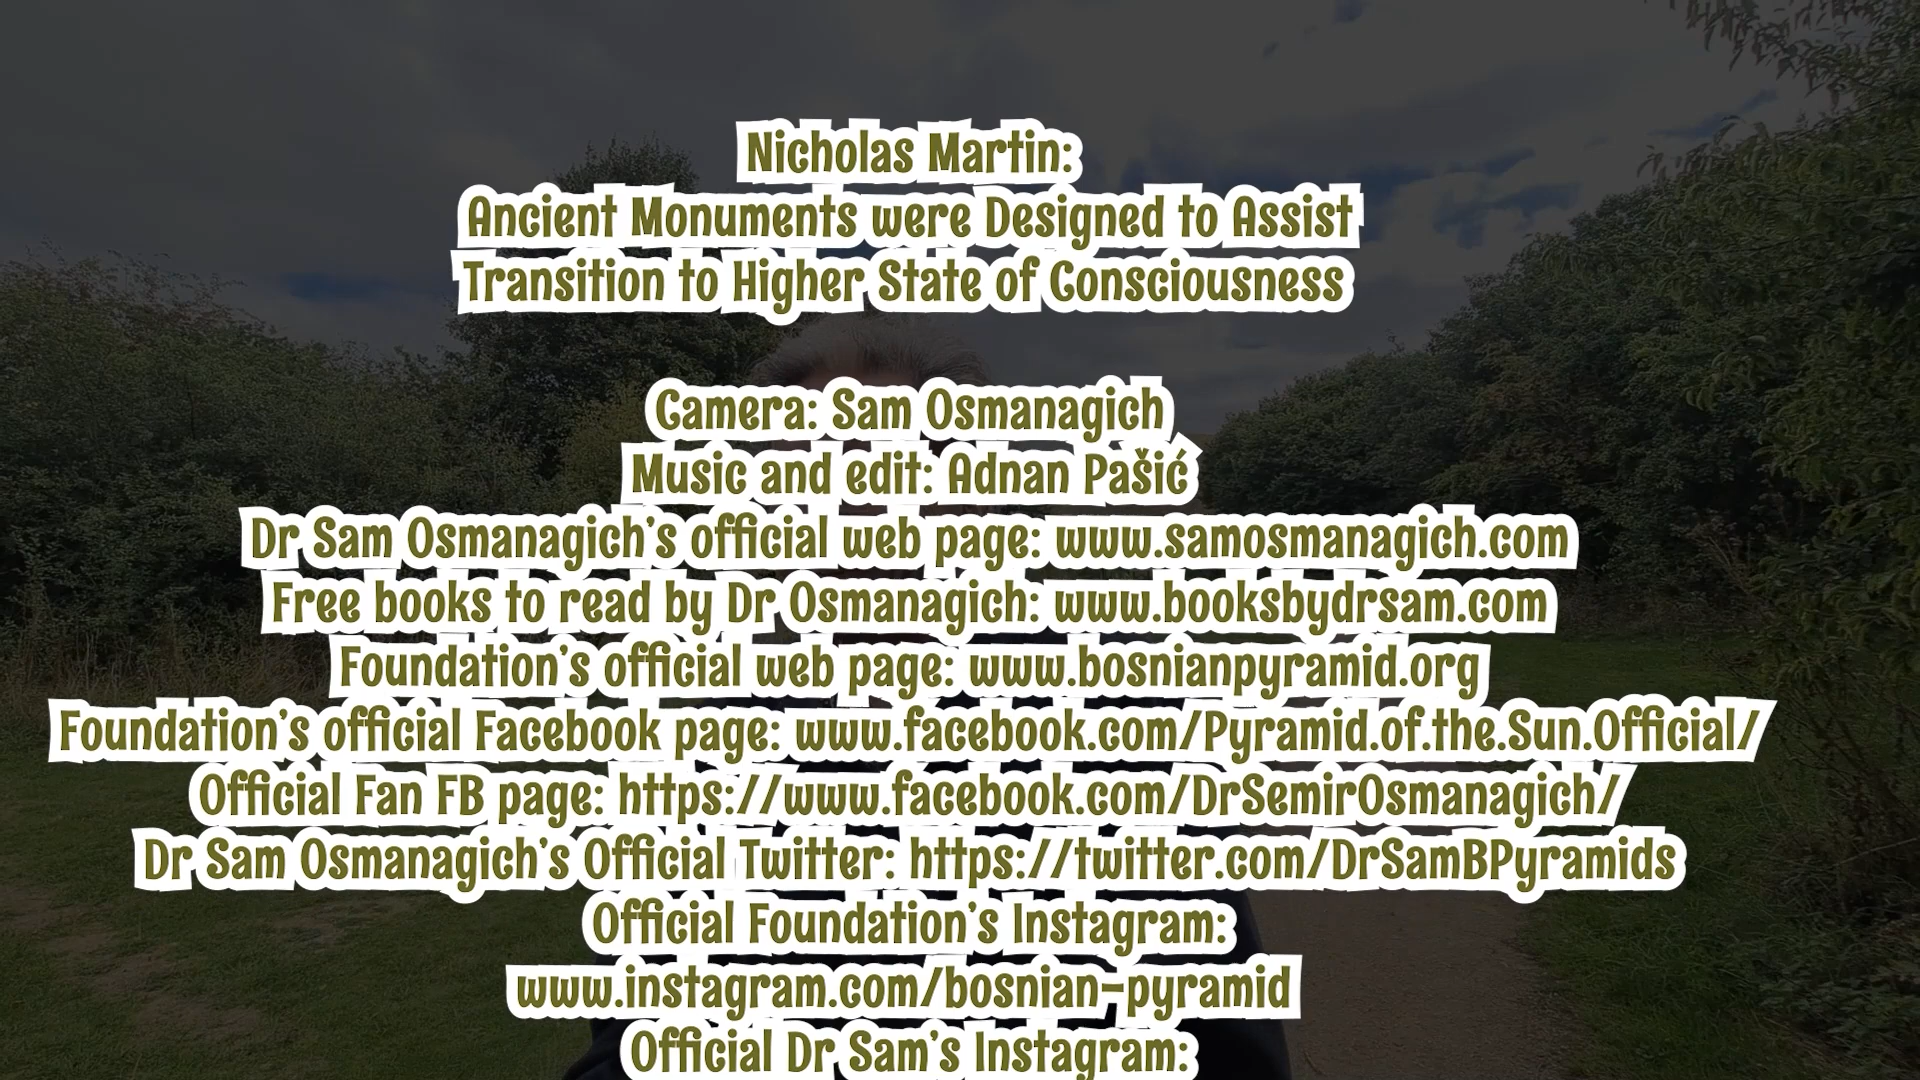 Nicholas Martin:
Ancient Monuments were Designed to Assist
Transition to Higher State of Consciousness
Camera: Sam Osmanagich
Music and edit: Adnan Pašić
Dr Sam Osmanagich's official web page: www.samosmanagich.com
Free books to read by Dr Osmanagich: www.booksbydrsam.com
Foundation's official web page: www.bosnianpyramid.org
Foundation's official Facebook page: www.facebook.com/Pyramid.of.the.Sun.Official/
Official Fan FB page: https://www.facebook.com/DrSemirOsmanagich/
Dr Sam Osmanagich's Official Twitter: https://twitter.com/DrSamBPyramids
Official Foundation's Instagram:
www.instagram.com/bosnian-pyramid
Official Dr Sam's Instagram: